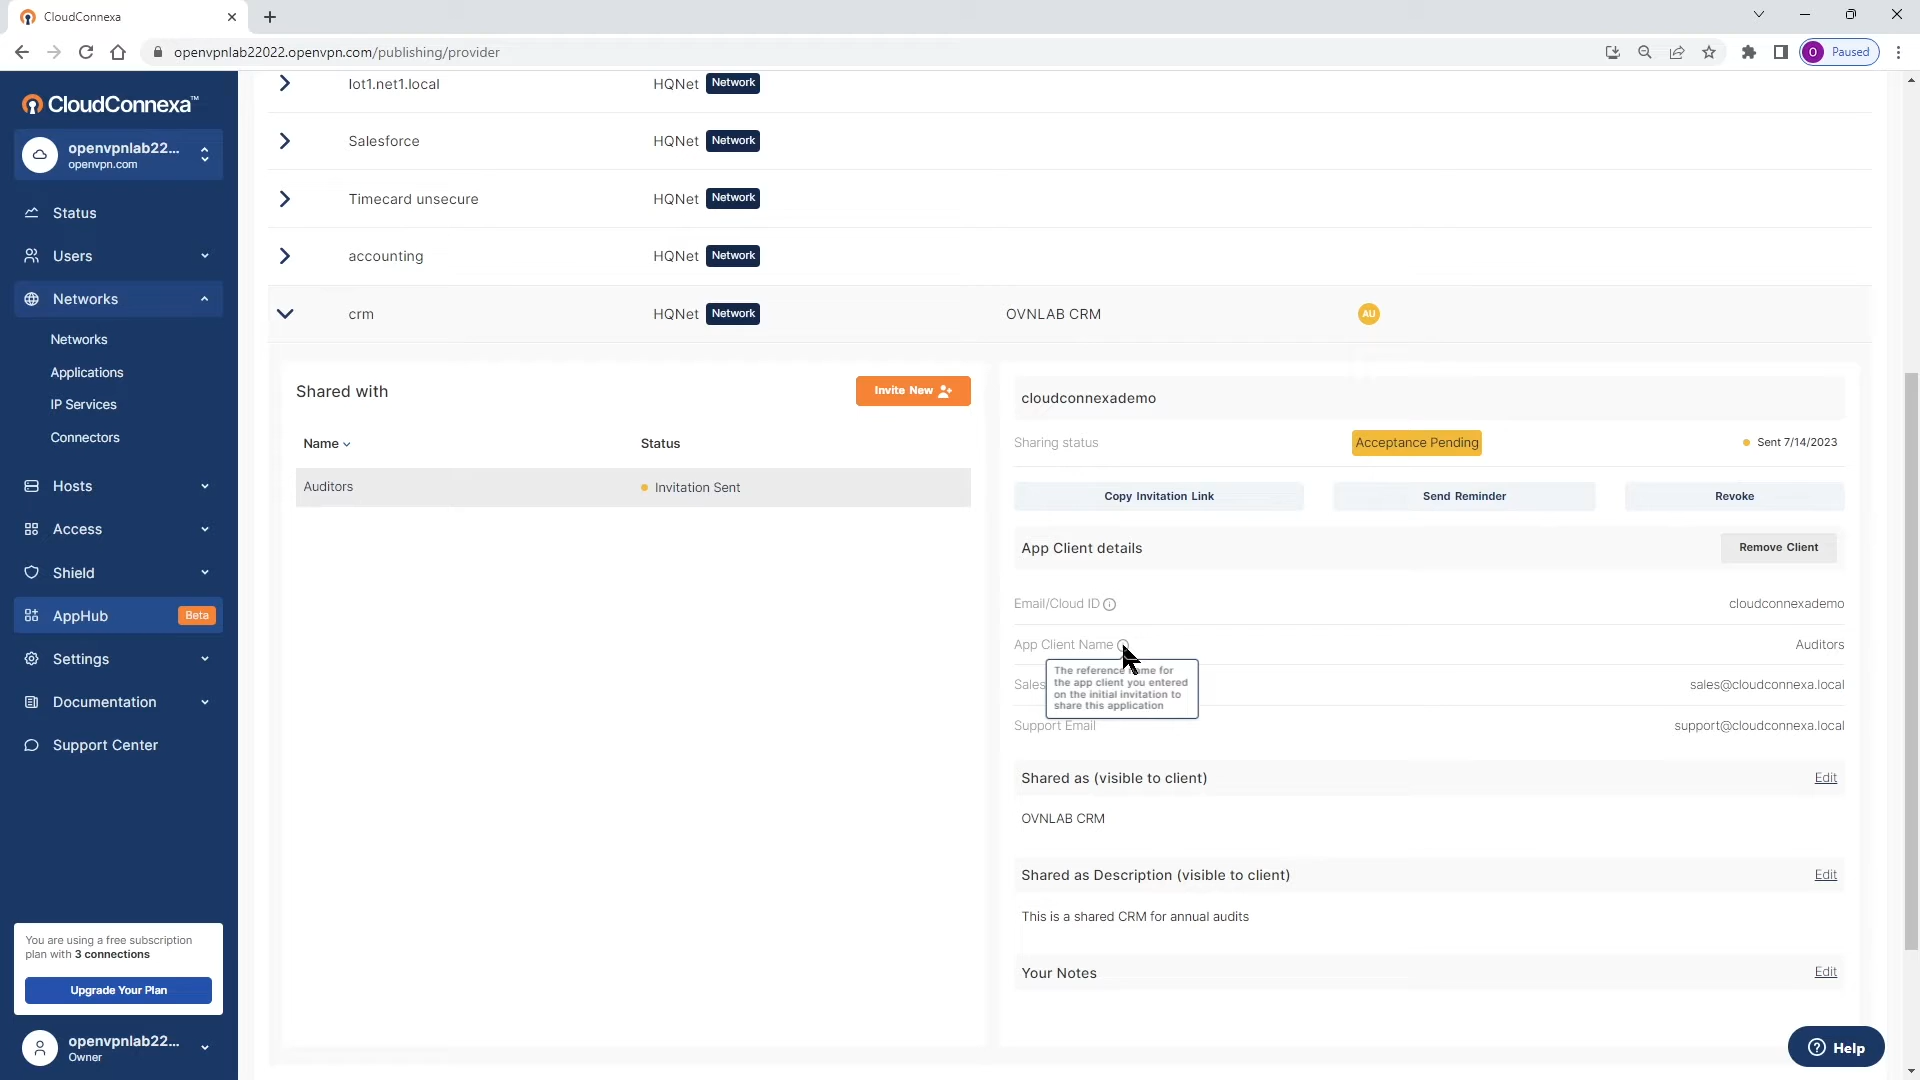 CloudConnexa
openvpnlab22022.openvpn.com/publishing/provider
O Paused
CloudConnexa™
openvpnlab22...
openvpn.com
Status
Users
Networks
Networks
Applications
IP Services
Connectors
Hosts
Access
Shield
AppHub Beta
Settings
Documentation
Support Center
You are using a free subscription
plan with 3 connections
Upgrade Your Plan
openvpnlab22...
Owner
Iot1.net1.local HQNet Network
Salesforce HQNet Network
Timecard unsecure HQNet Network
accounting HQNet Network
crm HQNet Network OVNLAB CRM AU
Shared with Invite New
Name Status
Auditors Invitation Sent
cloudconnexademo
Sharing status Acceptance Pending Sent 7/14/2023
Copy Invitation Link Send Reminder Revoke
App Client details Remove Client
Email/Cloud ID cloudconnexademo
App Client Name Auditors
The reference for
the app client you entered
on the initial invitation to
share this application
Sales sales@cloudconnexa.local
Support Email support@cloudconnexa.local
Shared as (visible to client) Edit
OVNLAB CRM
Shared as Description (visible to client) Edit
This is a shared CRM for annual audits
Your Notes Edit
Help